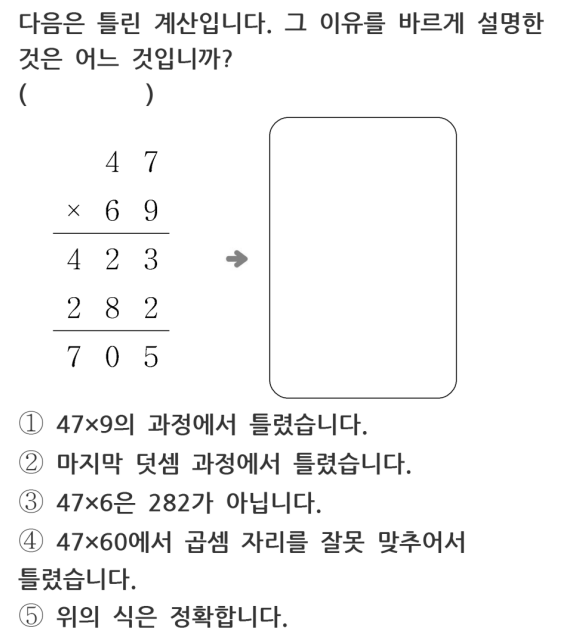 다음은 틀린 계산입니다. 그 이유를 바르게 설명한
것은 어느 것입니까?
(          )
4 7
× 6 9
4 2 3
2 8 2
7 0 5
① 47×9의 과정에서 틀렸습니다.
② 마지막 덧셈 과정에서 틀렸습니다.
③ 47×6은 282가 아닙니다.
④ 47×60에서 곱셈 자리를 잘못 맞추어서
틀렸습니다.
⑤ 위의 식은 정확합니다.